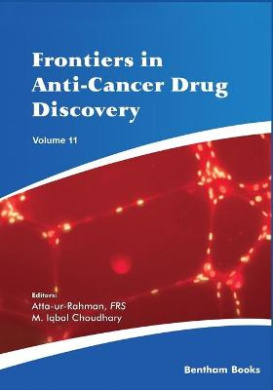 Frontiers in
Anti-Cancer Drug
Discovery
Volume 11
Editors:
Atta-ur-Rahman, FRS
M. Iqbal Choudhary
Bentham Books